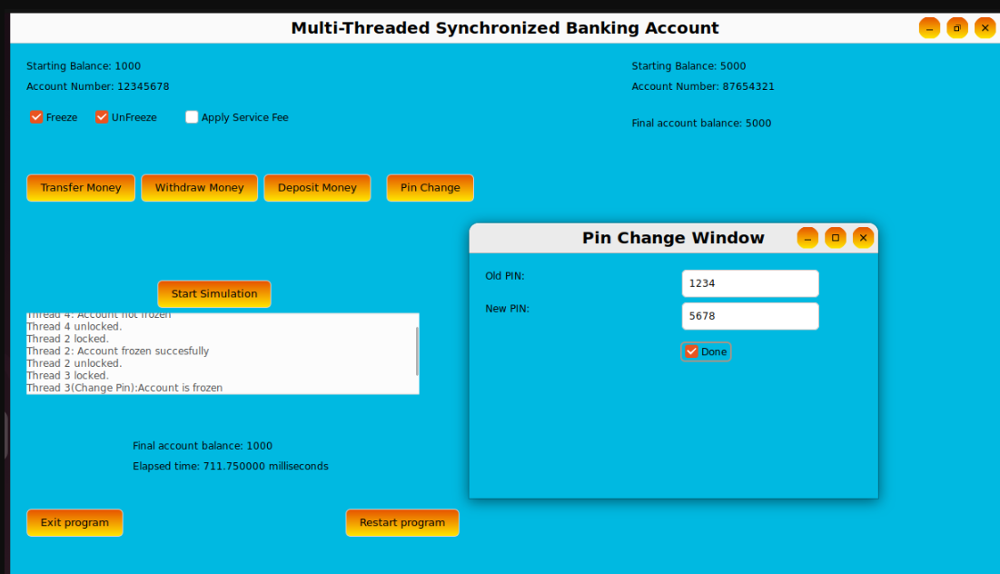 Multi-Threaded Synchronized Banking Account
Starting Balance: 1000
Account Number: 12345678
Freeze
UnFreeze
Apply Service Fee
Starting Balance: 5000
Account Number: 87654321
Final account balance: 5000
Transfer Money
Withdraw Money
Deposit Money
Pin Change
Start Simulation
Thread 4: Account not frozen
Thread 4 unlocked.
Thread 2 locked.
Thread 2: Account frozen succesfully
Thread 2 unlocked.
Thread 3 locked.
Thread 3(Change Pin):Account is frozen
Final account balance: 1000
Elapsed time: 711.750000 milliseconds
Exit program
Restart program
Pin Change Window
Old PIN:
1234
New PIN:
5678
Done